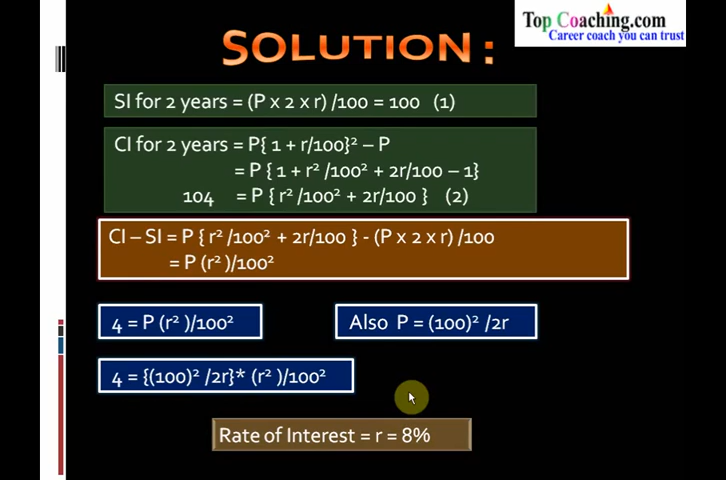 Top Coaching.com
Career coach you can trust
SOLUTION :
SI for 2 years = (P x 2 x r) /100 = 100 (1)
CI for 2 years = P{ 1 + r/100}² – P
= P { 1 + r² /100² + 2r/100 – 1}
104 = P { r² /100² + 2r/100 } (2)
CI – SI = P { r² /100² + 2r/100 } - (P x 2 x r) /100
= P (r² )/100²
4 = P (r² )/100²
Also P = (100)² /2r
4 = {(100)² /2r}* (r² )/100²
Rate of Interest = r = 8%